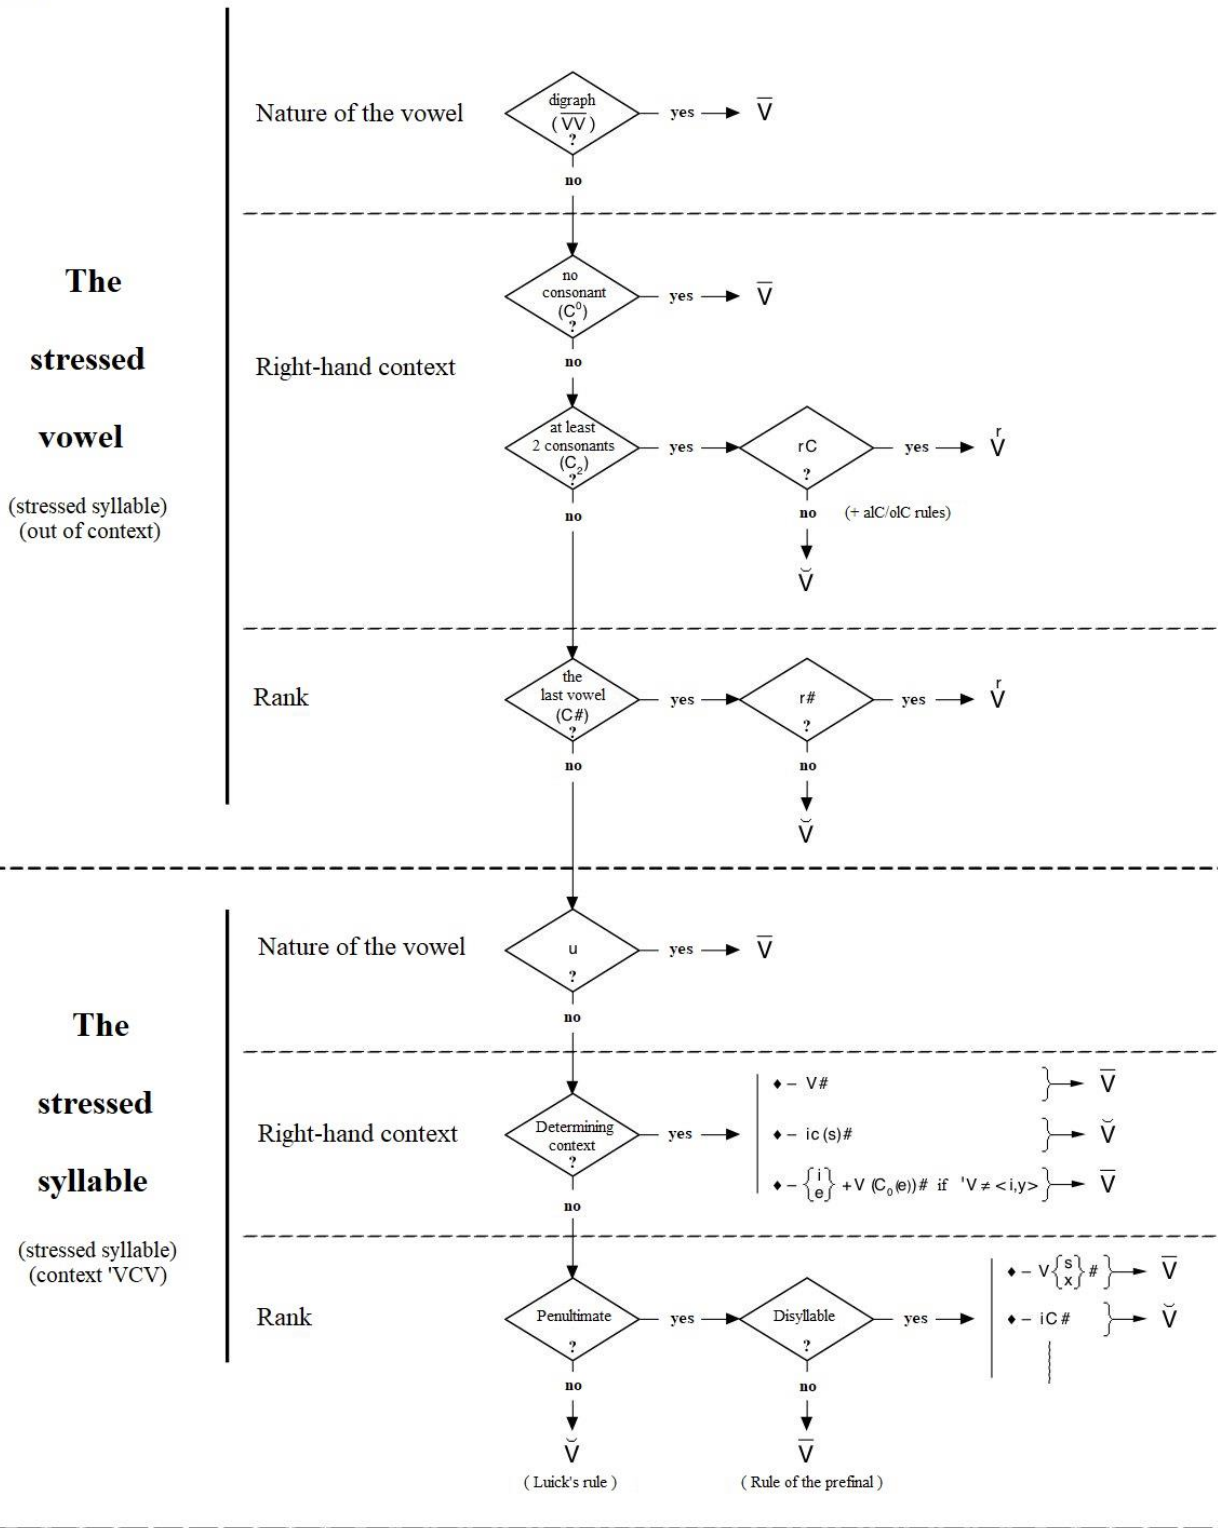 The
stressed
vowel
(stressed syllable)
(out of context)
Nature of the vowel
digraph
( V̅V̅ )
?
yes
V̅
no
Right-hand context
no
consonant
(C⁰)
?
yes
V̅
no
at least
2 consonants
(C₂)
?
yes
rC
?
yes
r
V
no
no
(+ alC/olC rules)
V̆
Rank
the
last vowel
(C#)
?
yes
r#
?
yes
r
V
no
no
V̆
The
stressed
syllable
(stressed syllable)
(context 'VCV)
Nature of the vowel
u
?
yes
V̅
no
Right-hand context
Determining
context
?
yes
♦ – V# } V̅
♦ – ic (s)# } V̆
♦ – {i e} +V (C₀(e))# if 'V ≠ <i,y> } V̅
no
Rank
Penultimate
?
yes
Disyllable
?
yes
♦ – V{s x}# } V̅
♦ – iC # } V̆
no
no
V̆
V̅
( Luick's rule )
( Rule of the prefinal )